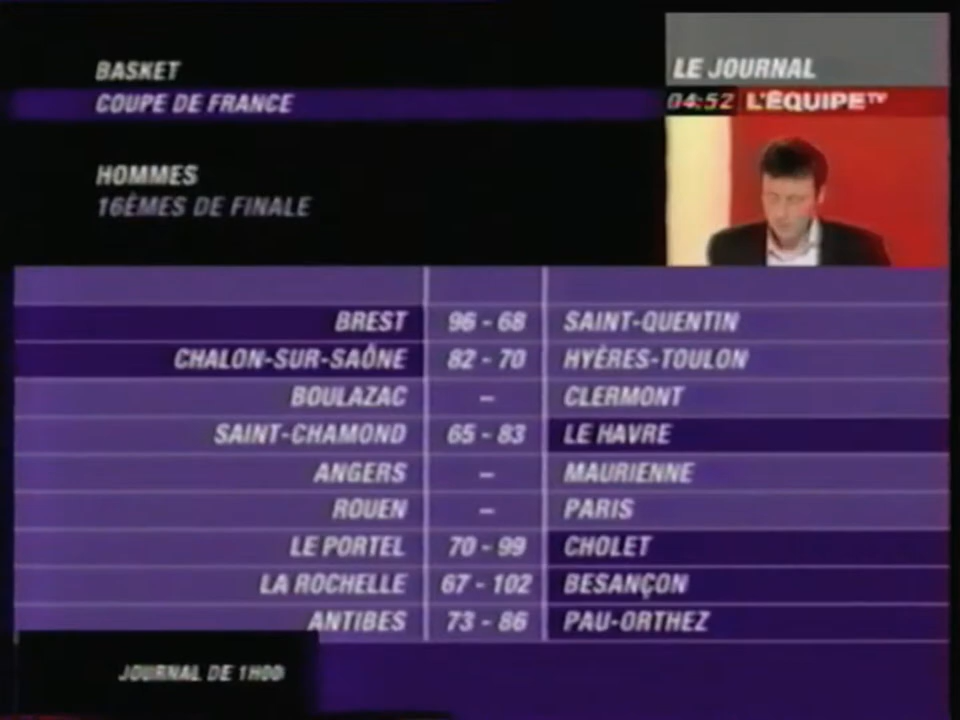 BASKET
COUPE DE FRANCE
LE JOURNAL
04:52 L'ÉQUIPETV
HOMMES
16ÈMES DE FINALE
BREST 96 - 68 SAINT-QUENTIN
CHALON-SUR-SAÔNE 82 - 70 HYÈRES-TOULON
BOULAZAC – CLERMONT
SAINT-CHAMOND 65 - 83 LE HAVRE
ANGERS – MAURIENNE
ROUEN – PARIS
LE PORTEL 70 - 99 CHOLET
LA ROCHELLE 67 - 102 BESANÇON
ANTIBES 73 - 86 PAU-ORTHEZ
JOURNAL DE 1H00